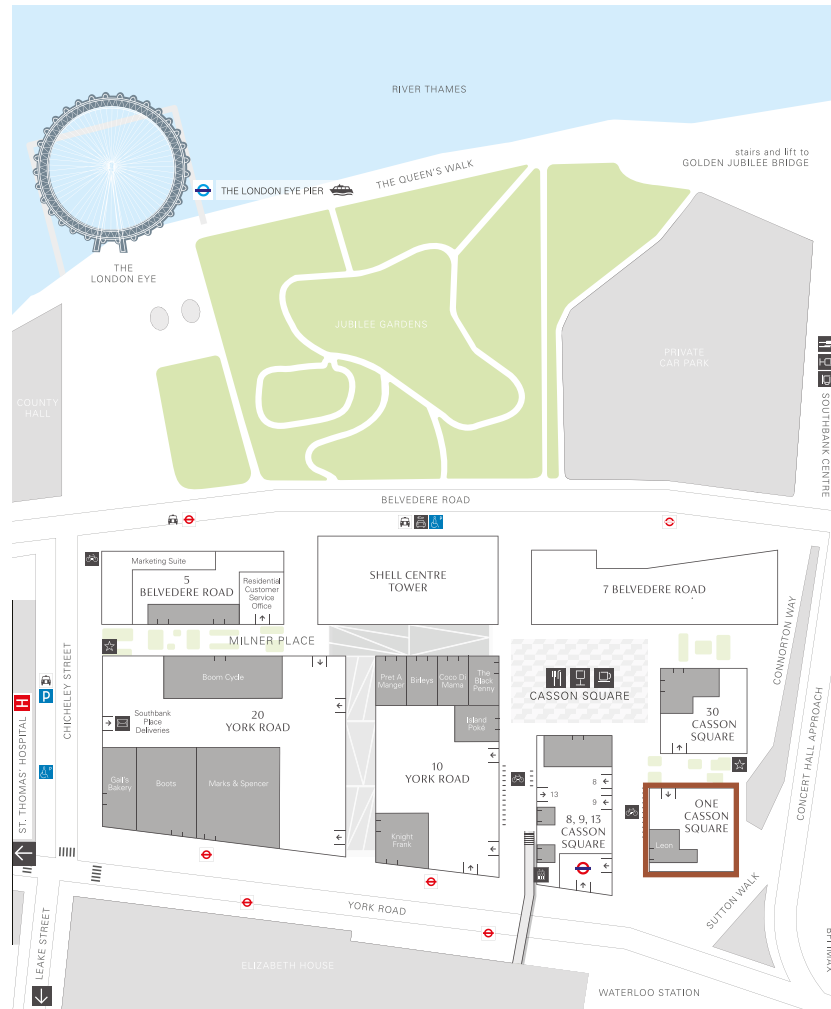 RIVER THAMES
stairs and lift to
GOLDEN JUBILEE BRIDGE
THE QUEEN'S WALK
THE LONDON EYE PIER
THE
LONDON EYE
JUBILEE GARDENS
PRIVATE
CAR PARK
COUNTY
HALL
SOUTHBANK CENTRE
BELVEDERE ROAD
Marketing Suite
5
BELVEDERE ROAD
Residential
Customer
Service
Office
SHELL CENTRE
TOWER
7 BELVEDERE ROAD
CONNORTON WAY
MILNER PLACE
CHICHELEY STREET
P
H
ST. THOMAS' HOSPITAL
Boom Cycle
20
YORK ROAD
Southbank
Place
Deliveries
Gail's
Bakery
Boots
Marks & Spencer
Pret A
Manger
Birleys
Coco Di
Mama
The
Black
Penny
Island
Poké
10
YORK ROAD
Knight
Frank
CASSON SQUARE
30
CASSON
SQUARE
8
13
9
8, 9, 13
CASSON
SQUARE
ONE
CASSON
SQUARE
Leon
CONCERT HALL APPROACH
SUTTON WALK
YORK ROAD
LEAKE STREET
ELIZABETH HOUSE
WATERLOO STATION